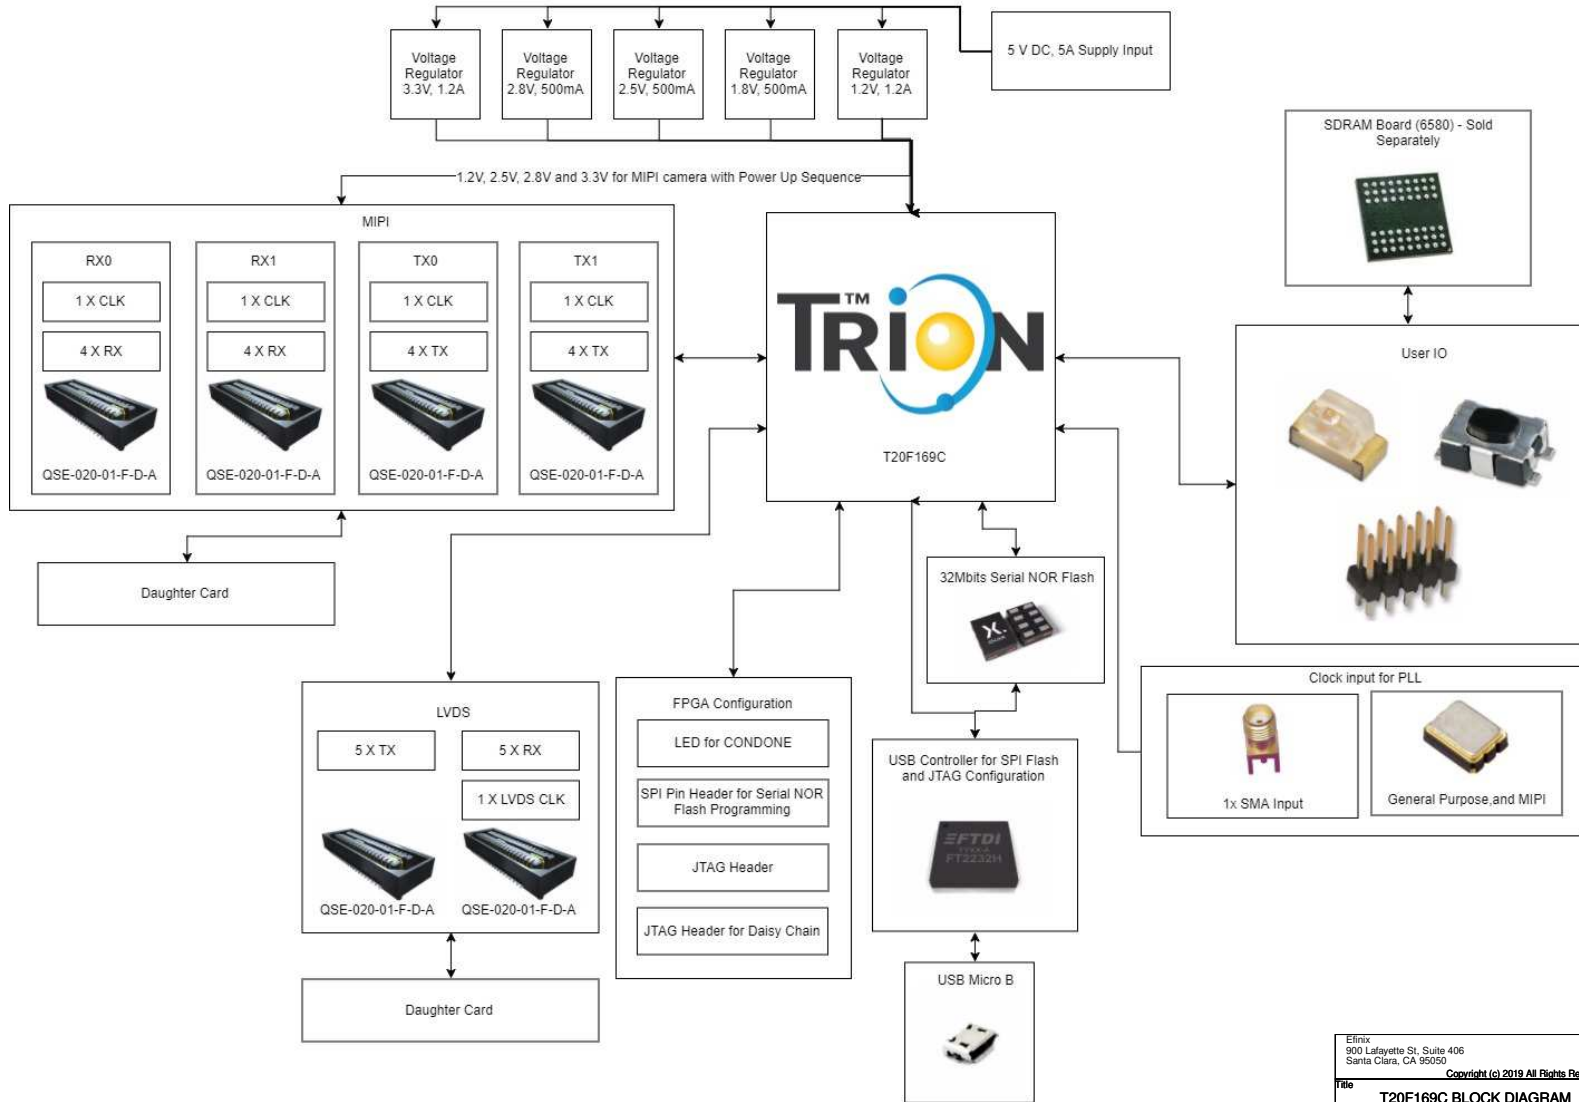 Voltage
Regulator
3.3V, 1.2A
Voltage
Regulator
2.8V, 500mA
Voltage
Regulator
2.5V, 500mA
Voltage
Regulator
1.8V, 500mA
Voltage
Regulator
1.2V, 1.2A
5 V DC, 5A Supply Input
SDRAM Board (6580) - Sold
Separately
1.2V, 2.5V, 2.8V and 3.3V for MIPI camera with Power Up Sequence
MIPI
RX0
1 X CLK
4 X RX
QSE-020-01-F-D-A
RX1
1 X CLK
4 X RX
QSE-020-01-F-D-A
TX0
1 X CLK
4 X TX
QSE-020-01-F-D-A
TX1
1 X CLK
4 X TX
QSE-020-01-F-D-A
TRION™
T20F169C
User IO
Daughter Card
32Mbits Serial NOR Flash
X.
LVDS
5 X TX
5 X RX
1 X LVDS CLK
QSE-020-01-F-D-A
QSE-020-01-F-D-A
Daughter Card
FPGA Configuration
LED for CONDONE
SPI Pin Header for Serial NOR
Flash Programming
JTAG Header
JTAG Header for Daisy Chain
USB Controller for SPI Flash
and JTAG Configuration
FTDI
FT2232H
USB Micro B
Clock input for PLL
1x SMA Input
General Purpose,and MIPI
Efinix
900 Lafayette St, Suite 406
Santa Clara, CA 95050
Copyright (c) 2019 All Rights Re
Title
T20F169C BLOCK DIAGRAM